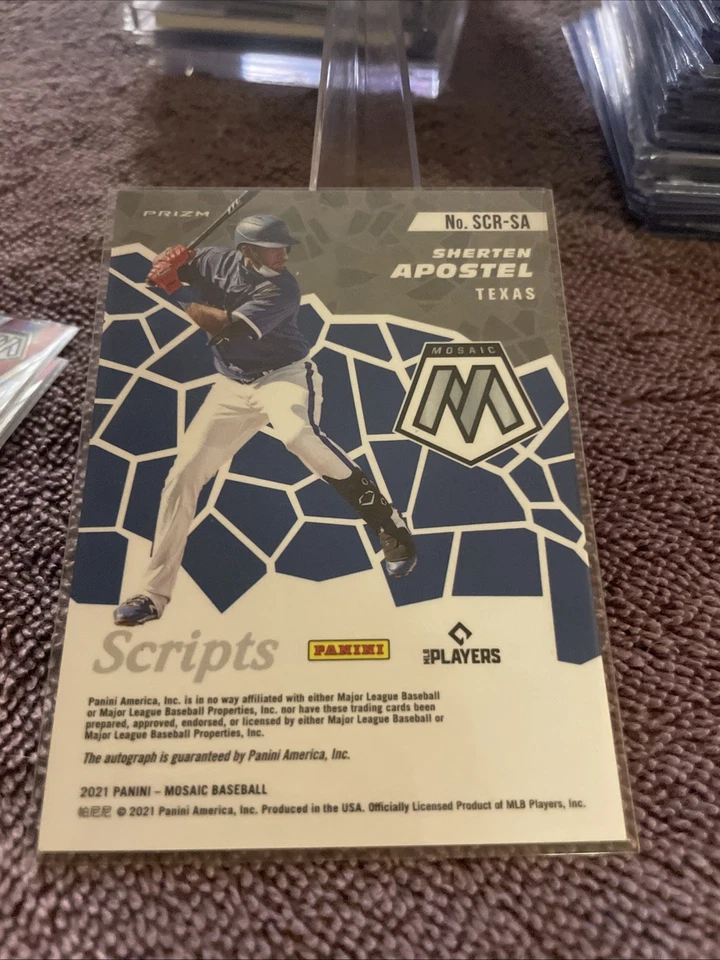 PRIZM
No. SCR-SA
SHERTEN
APOSTEL
TEXAS
MOSAIC
M
Scripts
PANINI
MLB PLAYERS
Panini America, Inc. is in no way affiliated with either Major League Baseball
or Major League Baseball Properties, Inc. nor have these trading cards been
prepared, approved, endorsed, or licensed by either Major League Baseball or
Major League Baseball Properties, Inc.
The autograph is guaranteed by Panini America, Inc.
2021 PANINI – MOSAIC BASEBALL
帕尼尼 © 2021 Panini America, Inc. Produced in the USA. Officially Licensed Product of MLB Players, Inc.